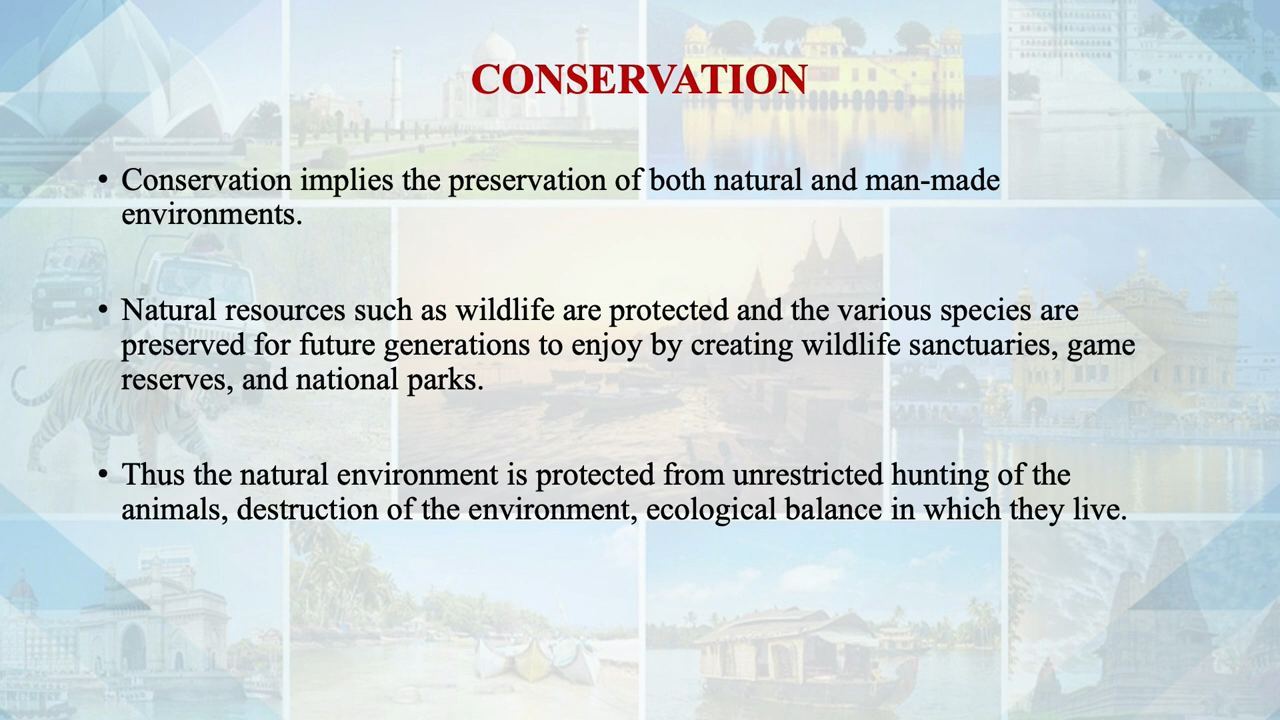 CONSERVATION
• Conservation implies the preservation of both natural and man-made
environments.
• Natural resources such as wildlife are protected and the various species are
preserved for future generations to enjoy by creating wildlife sanctuaries, game
reserves, and national parks.
• Thus the natural environment is protected from unrestricted hunting of the
animals, destruction of the environment, ecological balance in which they live.